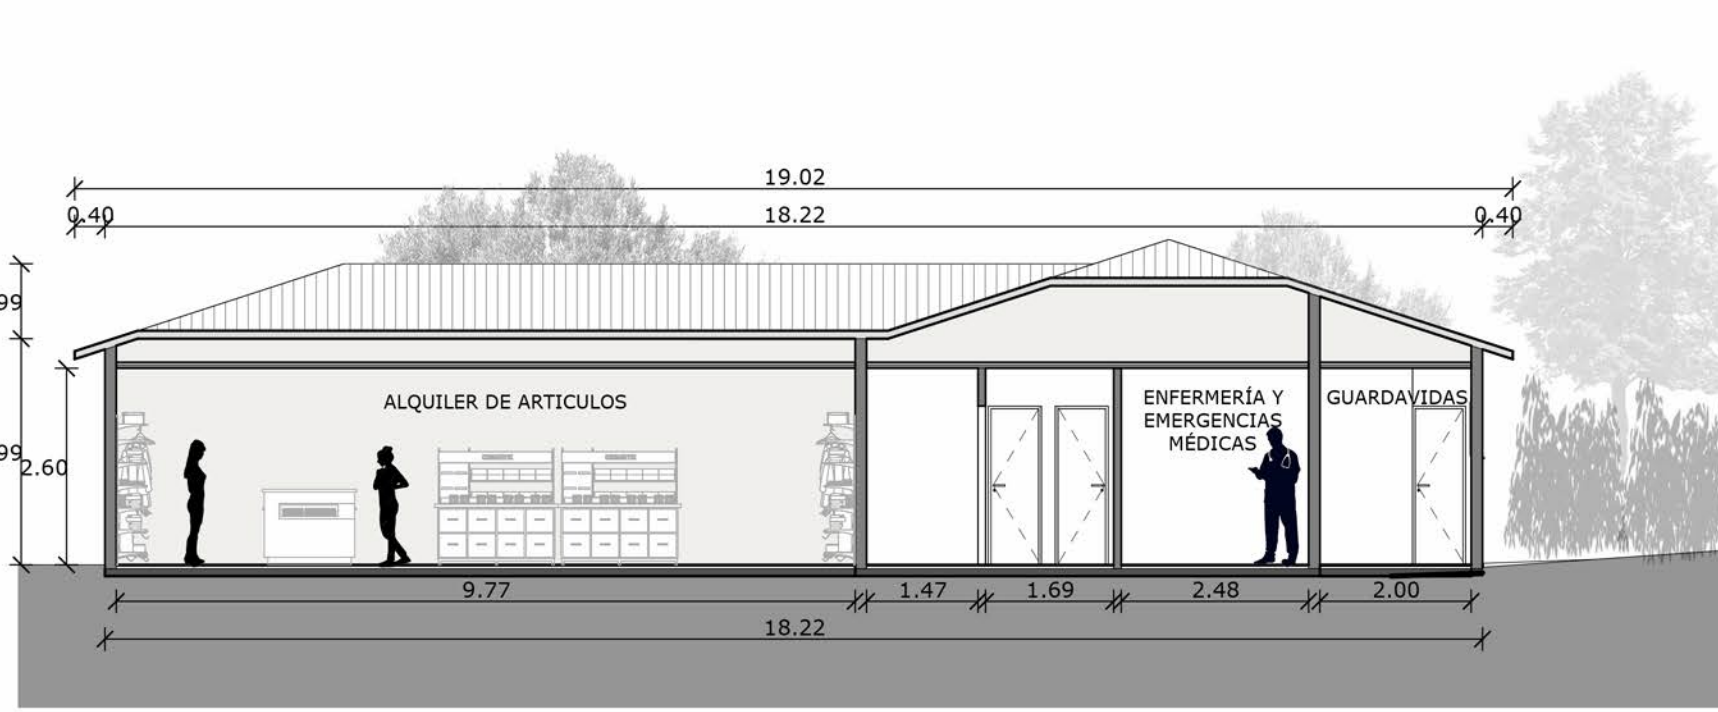 19.02
0.40
18.22
0.40
99
ALQUILER DE ARTICULOS
ENFERMERÍA Y
EMERGENCIAS
MÉDICAS
GUARDAVIDAS
99
2.60
9.77
1.47
1.69
2.48
2.00
18.22